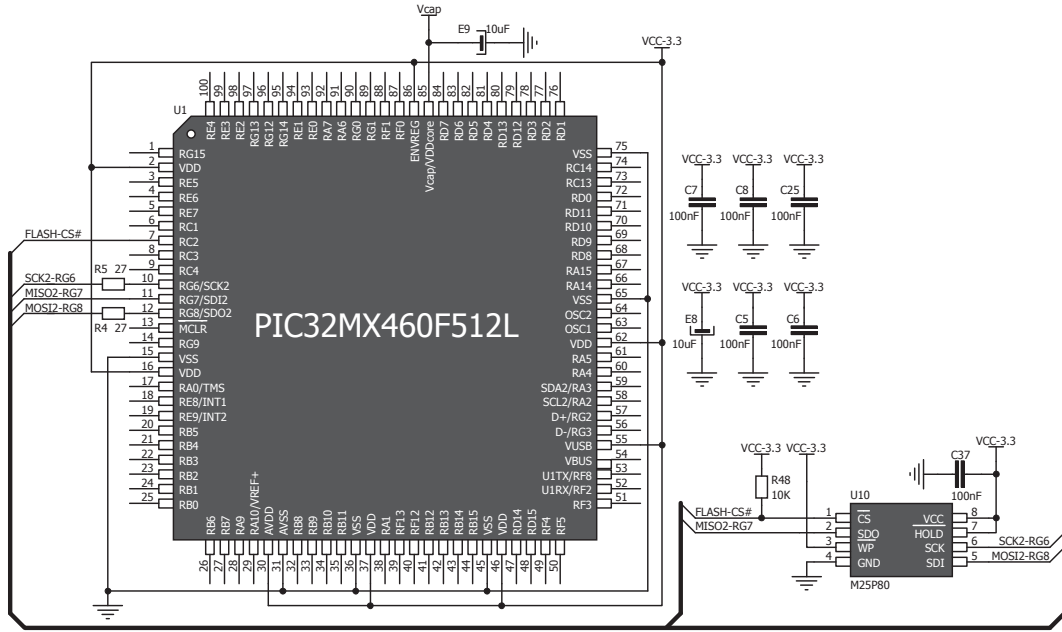 Vcap
E9
10uF
VCC-3.3
U1
100
99
98
97
96
95
94
93
92
91
90
89
88
87
86
85
84
83
82
81
80
79
78
77
76
RE4
RE3
RE2
RG13
RG12
RG14
RE1
RE0
RA7
RA6
RG0
RG1
RF1
RF0
ENVREG
Vcap/VDDcore
RD7
RD6
RD5
RD4
RD13
RD12
RD3
RD2
RD1
1 RG15
2 VDD
3 RE5
4 RE6
5 RE7
6 RC1
FLASH-CS# 7 RC2
8 RC3
R5 27 9 RC4
SCK2-RG6 10 RG6/SCK2
MISO2-RG7 11 RG7/SDI2
MOSI2-RG8 12 RG8/SDO2
R4 27 13 MCLR
14 RG9
15 VSS
16 VDD
17 RA0/TMS
18 RE8/INT1
19 RE9/INT2
20 RB5
21 RB4
22 RB3
23 RB2
24 RB1
25 RB0
PIC32MX460F512L
VSS 75
RC14 74
RC13 73
RD0 72
RD11 71
RD10 70
RD9 69
RD8 68
RA15 67
RA14 66
VSS 65
OSC2 64
OSC1 63
VDD 62
RA5 61
RA4 60
SDA2/RA3 59
SCL2/RA2 58
D+/RG2 57
D-/RG3 56
VUSB 55
VBUS 54
U1TX/RF8 53
U1RX/RF2 52
RF3 51
RB6
RB7
RA9
RA10/VREF+
AVDD
AVSS
RB8
RB9
RB10
RB11
VSS
VDD
RA1
RF13
RF12
RB12
RB13
RB14
RB15
VSS
VDD
RD14
RD15
RF4
RF5
26
27
28
29
30
31
32
33
34
35
36
37
38
39
40
41
42
43
44
45
46
47
48
49
50
VCC-3.3 VCC-3.3 VCC-3.3
C7 C8 C25
100nF 100nF 100nF
VCC-3.3 VCC-3.3 VCC-3.3
E8 C5 C6
10uF 100nF 100nF
VCC-3.3 VCC-3.3 VCC-3.3
R48
10K
C37
100nF
U10
FLASH-CS# 1 CS VCC 8
MISO2-RG7 2 SDO HOLD 7
3 WP SCK 6 SCK2-RG6
4 GND SDI 5 MOSI2-RG8
M25P80